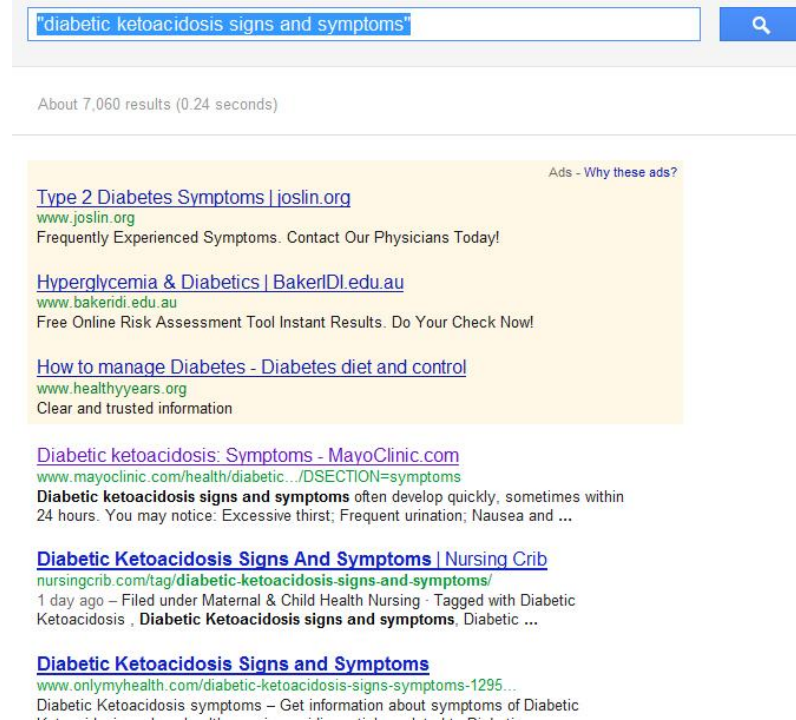 "diabetic ketoacidosis signs and symptoms"
About 7,060 results (0.24 seconds)
Ads - Why these ads?
Type 2 Diabetes Symptoms | joslin.org
www.joslin.org
Frequently Experienced Symptoms. Contact Our Physicians Today!
Hyperglycemia & Diabetics | BakerIDI.edu.au
www.bakeridi.edu.au
Free Online Risk Assessment Tool Instant Results. Do Your Check Now!
How to manage Diabetes - Diabetes diet and control
www.healthyyears.org
Clear and trusted information
Diabetic ketoacidosis: Symptoms - MayoClinic.com
www.mayoclinic.com/health/diabetic.../DSECTION=symptoms
Diabetic ketoacidosis signs and symptoms often develop quickly, sometimes within
24 hours. You may notice: Excessive thirst; Frequent urination; Nausea and ...
Diabetic Ketoacidosis Signs And Symptoms | Nursing Crib
nursingcrib.com/tag/diabetic-ketoacidosis-signs-and-symptoms/
1 day ago – Filed under Maternal & Child Health Nursing · Tagged with Diabetic
Ketoacidosis , Diabetic Ketoacidosis signs and symptoms, Diabetic ...
Diabetic Ketoacidosis Signs and Symptoms
www.onlymyhealth.com/diabetic-ketoacidosis-signs-symptoms-1295...
Diabetic Ketoacidosis symptoms – Get information about symptoms of Diabetic